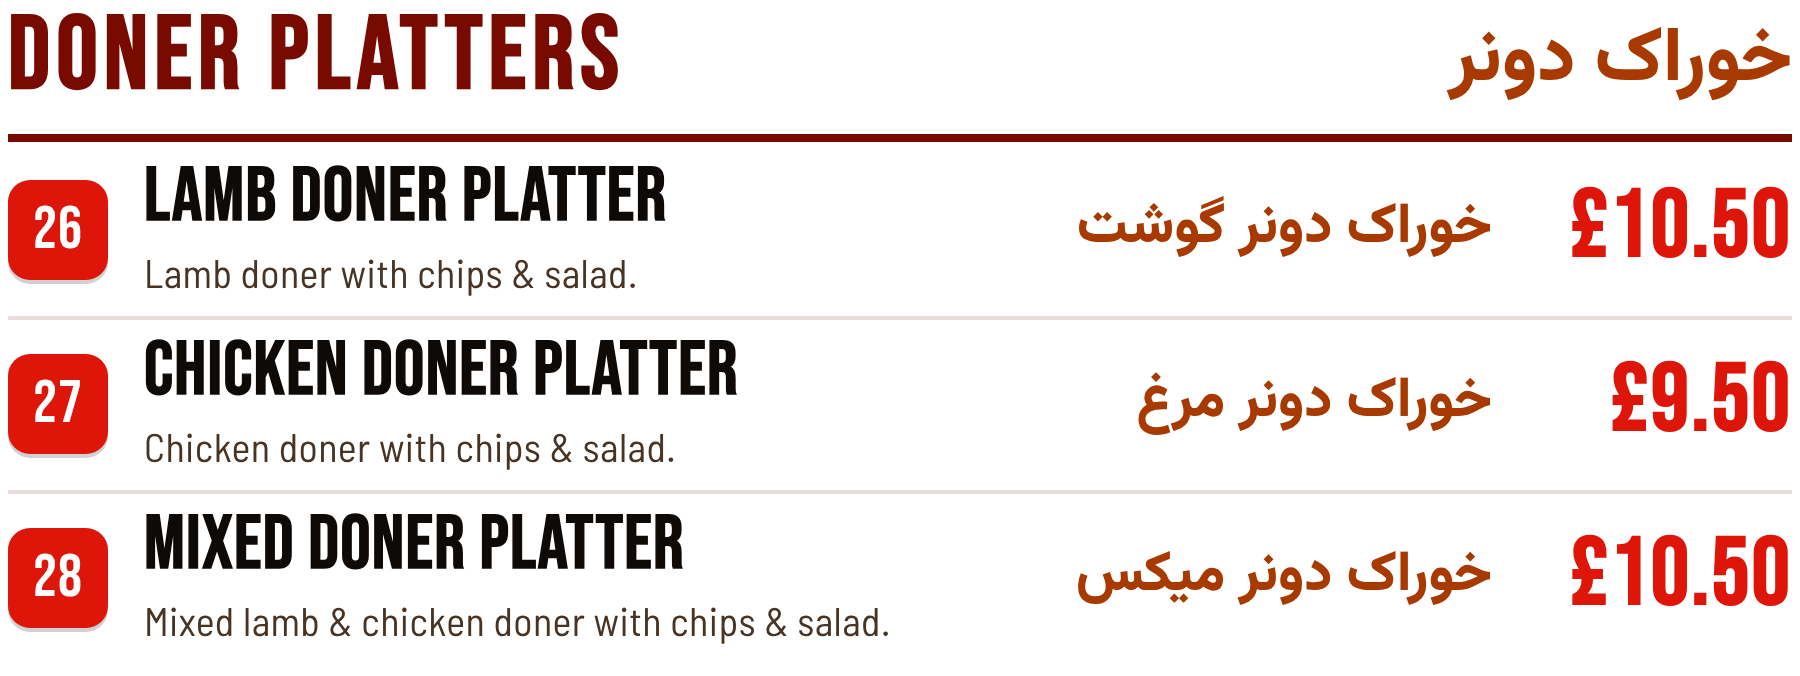 DONER PLATTERS خوراک دونر
26 LAMB DONER PLATTER خوراک دونر گوشت £10.50
Lamb doner with chips & salad.
27 CHICKEN DONER PLATTER خوراک دونر مرغ £9.50
Chicken doner with chips & salad.
28 MIXED DONER PLATTER خوراک دونر میکس £10.50
Mixed lamb & chicken doner with chips & salad.